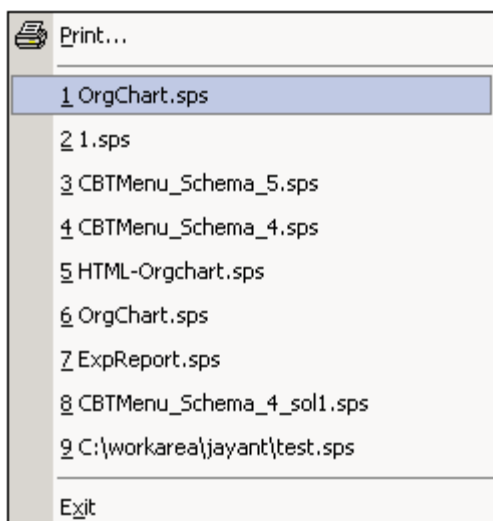 Print...
1 OrgChart.sps
2 1.sps
3 CBTMenu_Schema_5.sps
4 CBTMenu_Schema_4.sps
5 HTML-Orgchart.sps
6 OrgChart.sps
7 ExpReport.sps
8 CBTMenu_Schema_4_sol1.sps
9 C:\workarea\jayant\test.sps
Exit